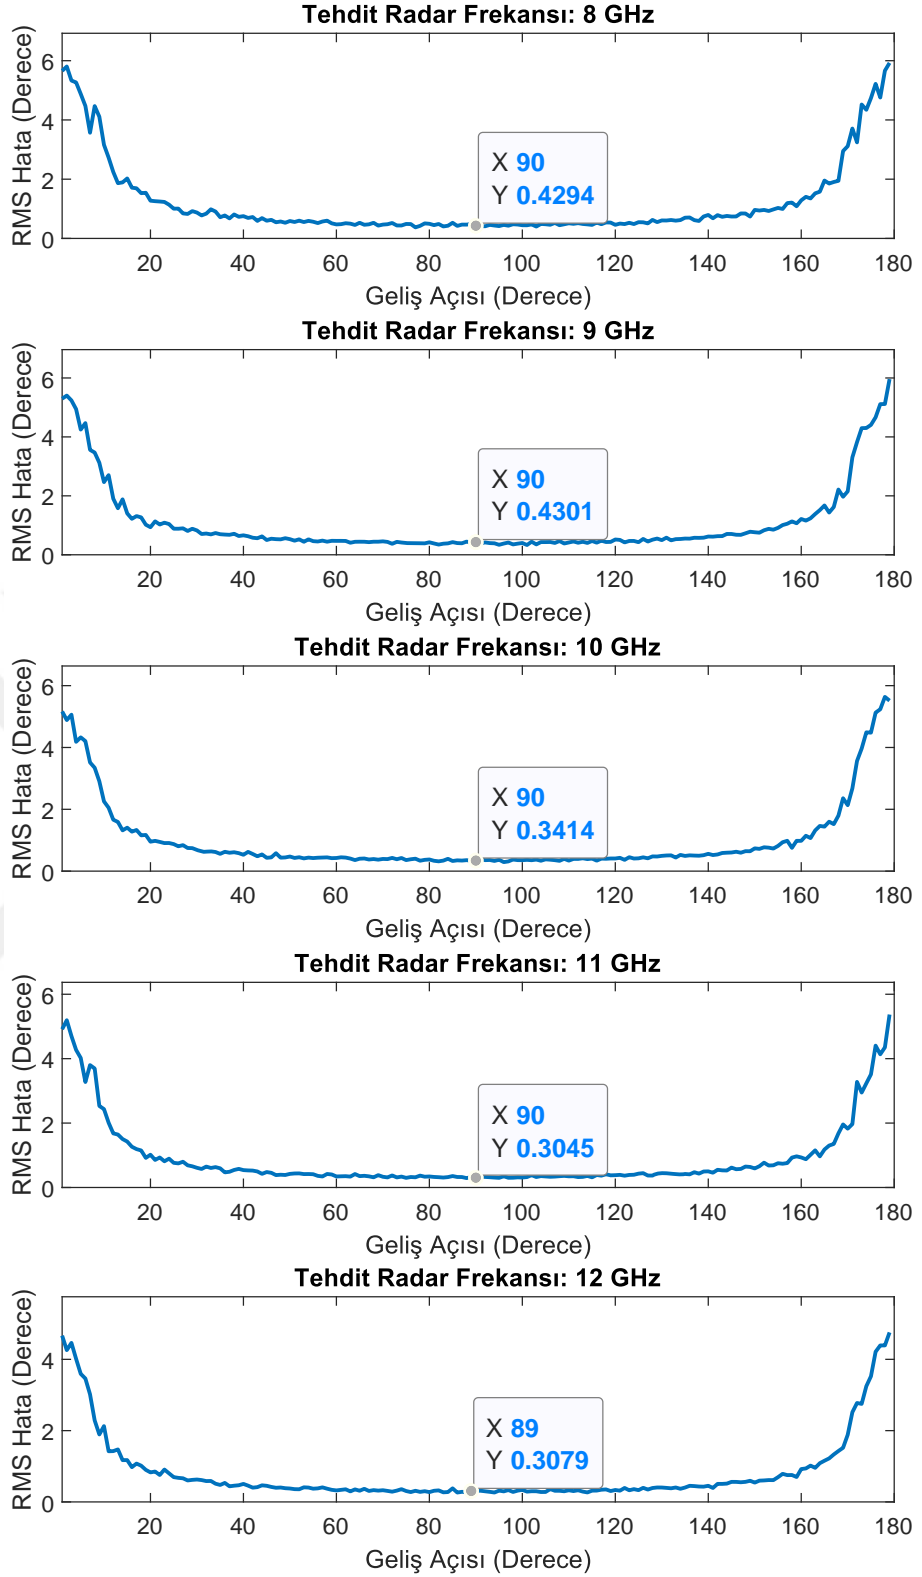 Tehdit Radar Frekansı: 8 GHz
RMS Hata (Derece)
6
4
2
0
X 90
Y 0.4294
20 40 60 80 100 120 140 160 180
Geliş Açısı (Derece)
Tehdit Radar Frekansı: 9 GHz
RMS Hata (Derece)
6
4
2
0
X 90
Y 0.4301
20 40 60 80 100 120 140 160 180
Geliş Açısı (Derece)
Tehdit Radar Frekansı: 10 GHz
RMS Hata (Derece)
6
4
2
0
X 90
Y 0.3414
20 40 60 80 100 120 140 160 180
Geliş Açısı (Derece)
Tehdit Radar Frekansı: 11 GHz
RMS Hata (Derece)
6
4
2
0
X 90
Y 0.3045
20 40 60 80 100 120 140 160 180
Geliş Açısı (Derece)
Tehdit Radar Frekansı: 12 GHz
RMS Hata (Derece)
4
2
0
X 89
Y 0.3079
20 40 60 80 100 120 140 160 180
Geliş Açısı (Derece)